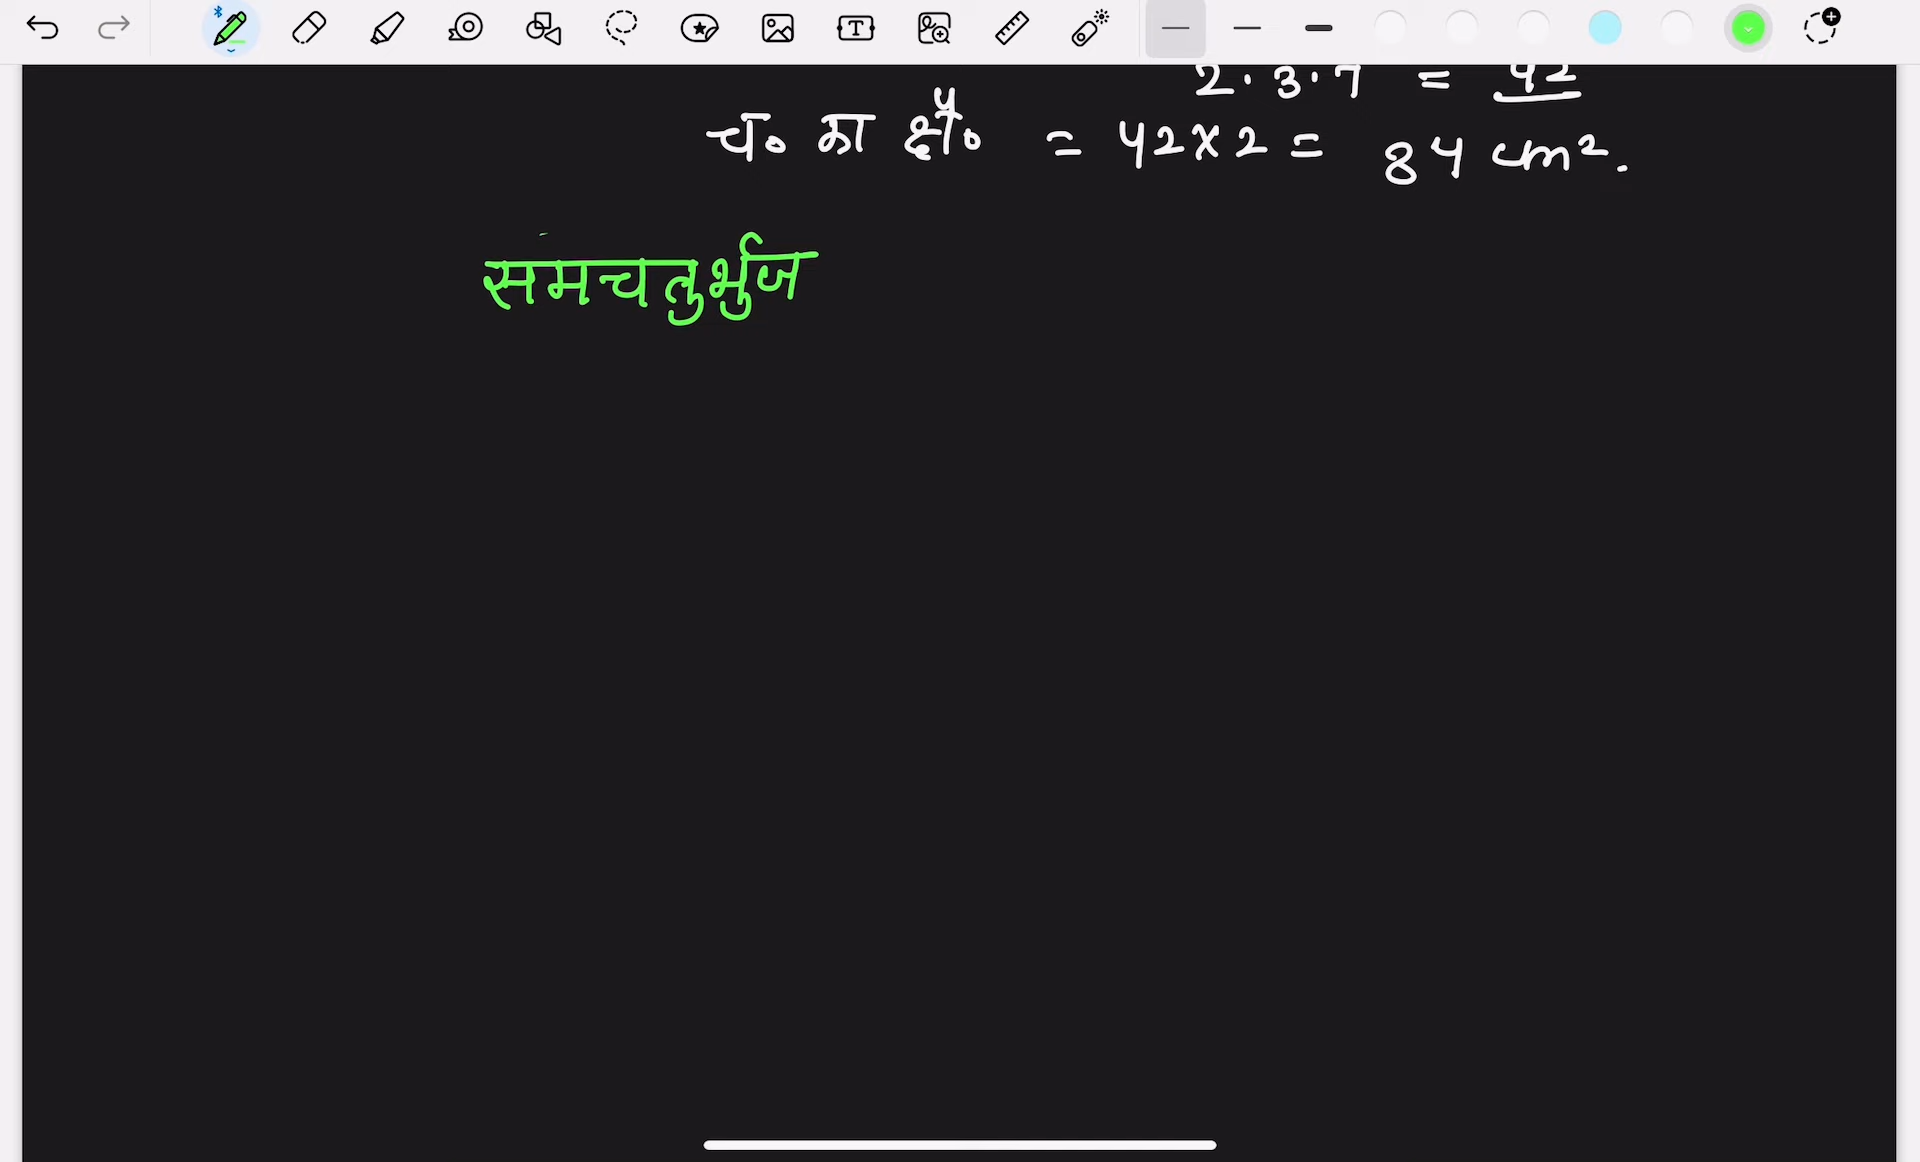 2·3·7 = 42
च० का क्षे० = 42×2 = 84 cm².
समचतुर्भुज